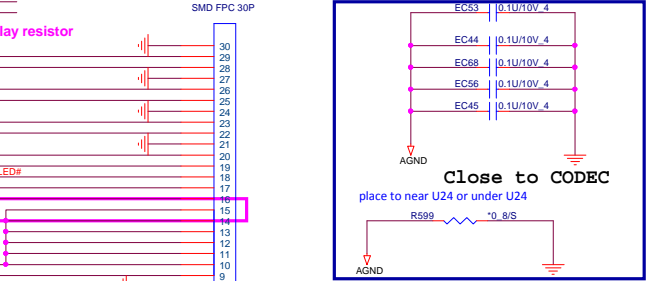 SMD FPC 30P
lay resistor
30
29
28
27
26
25
24
23
22
21
20
19
18
17
16
15
14
13
12
11
10
9
LED#
EC53 0.1U/10V_4
EC44 0.1U/10V_4
EC68 0.1U/10V_4
EC56 0.1U/10V_4
EC45 0.1U/10V_4
AGND
Close to CODEC
place to near U24 or under U24
R599 *0_8/S
AGND